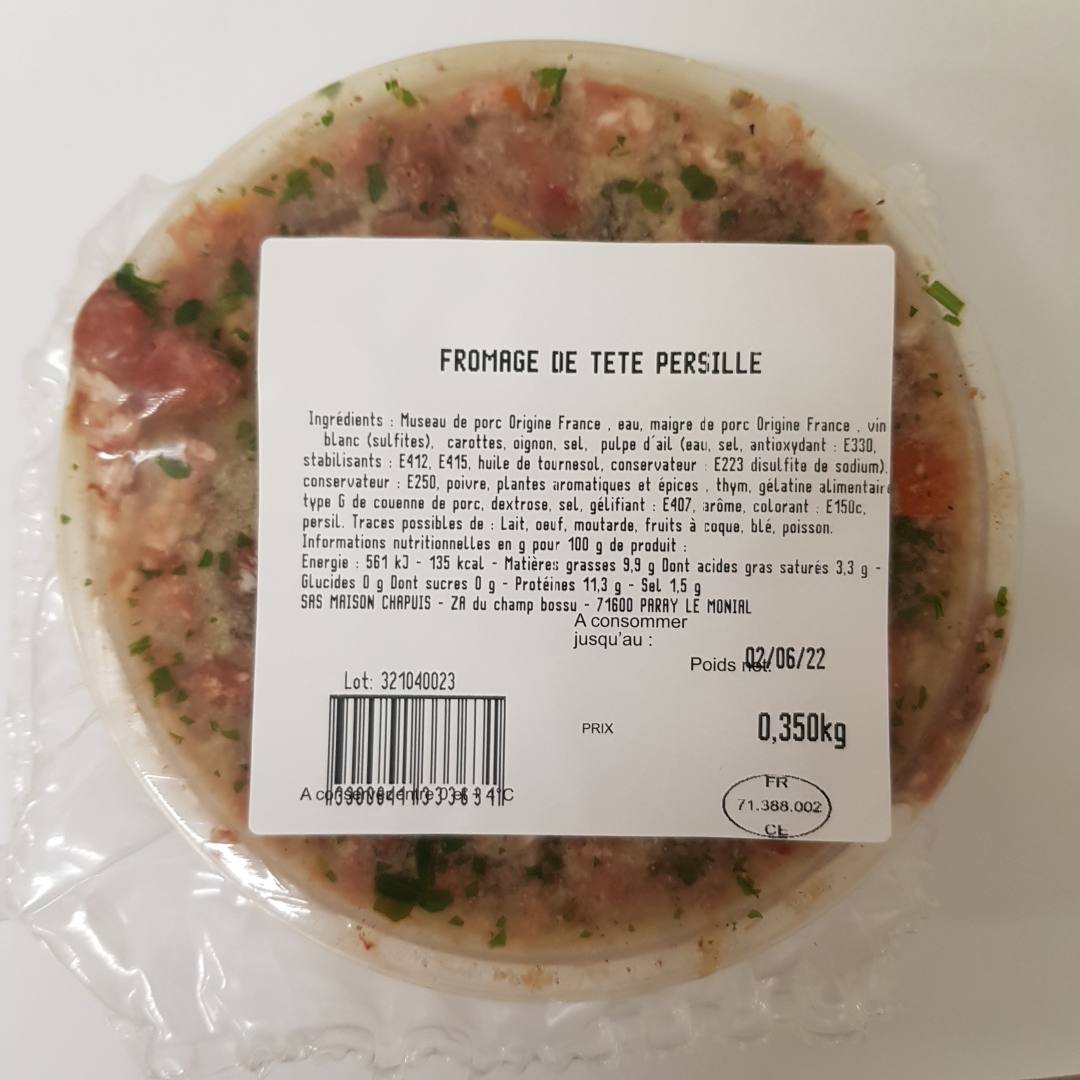 FROMAGE DE TETE PERSILLE
Ingrédients : Museau de porc Origine France , eau, maigre de porc Origine France , vin
blanc (sulfites), carottes, oignon, sel, pulpe d'ail (eau, sel, antioxydant : E330,
stabilisants : E412, E415, huile de tournesol, conservateur : E223 disulfite de sodium),
conservateur : E250, poivre, plantes aromatiques et épices , thym, gélatine alimentaire
type G de couenne de porc, dextrose, sel, gélifiant : E407, arôme, colorant : E150c,
persil. Traces possibles de : Lait, oeuf, moutarde, fruits à coque, blé, poisson.
Informations nutritionnelles en g pour 100 g de produit :
Energie : 561 kJ - 135 kcal - Matières grasses 9,9 g Dont acides gras saturés 3,3 g -
Glucides 0 g Dont sucres 0 g - Protéines 11,3 g - Sel 1,5 g
SAS MAISON CHAPUIS - ZA du champ bossu - 71600 PARAY LE MONIAL
A consommer
jusqu'au :
Poids net: 02/06/22
Lot: 321040023
PRIX
0,350kg
FR
71.388.002
CE